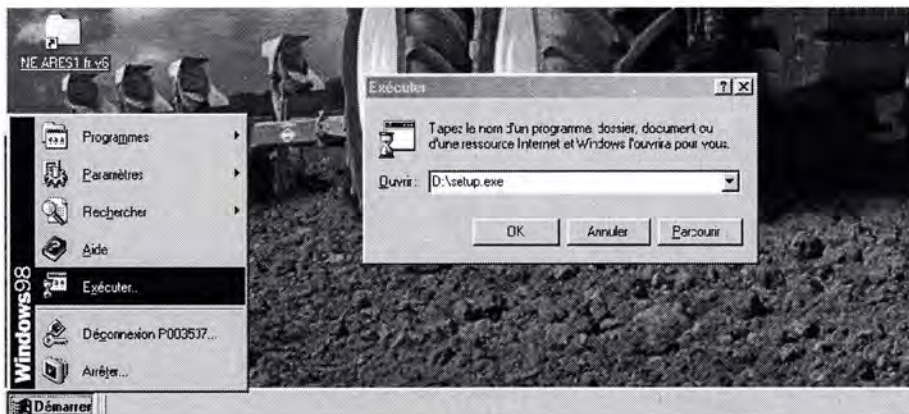 NE ARES1 fr v6
Exécuter
Tapez le nom d'un programme, dossier, document ou
d'une ressource Internet et Windows l'ouvrira pour vous.
Ouvrir : D:\setup.exe
OK Annuler Parcourir...
Programmes
Paramètres
Rechercher
Aide
Exécuter...
Déconnexion P003537...
Arrêter...
Windows98
Démarrer